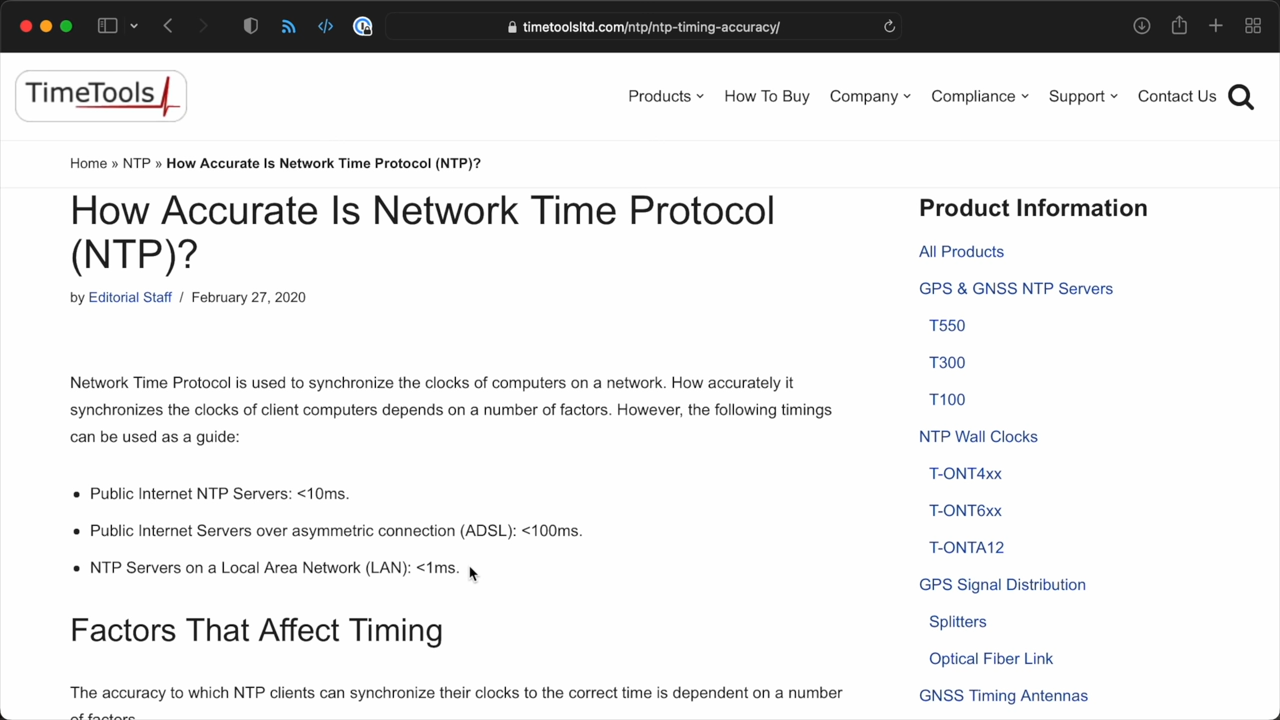 timetoolsltd.com/ntp/ntp-timing-accuracy/
TimeTools
Products
How To Buy
Company
Compliance
Support
Contact Us
Home » NTP » How Accurate Is Network Time Protocol (NTP)?
How Accurate Is Network Time Protocol
(NTP)?
by Editorial Staff / February 27, 2020
Network Time Protocol is used to synchronize the clocks of computers on a network. How accurately it
synchronizes the clocks of client computers depends on a number of factors. However, the following timings
can be used as a guide:
• Public Internet NTP Servers: <10ms.
• Public Internet Servers over asymmetric connection (ADSL): <100ms.
• NTP Servers on a Local Area Network (LAN): <1ms.
Factors That Affect Timing
The accuracy to which NTP clients can synchronize their clocks to the correct time is dependent on a number
of factors.
Product Information
All Products
GPS & GNSS NTP Servers
T550
T300
T100
NTP Wall Clocks
T-ONT4xx
T-ONT6xx
T-ONTA12
GPS Signal Distribution
Splitters
Optical Fiber Link
GNSS Timing Antennas